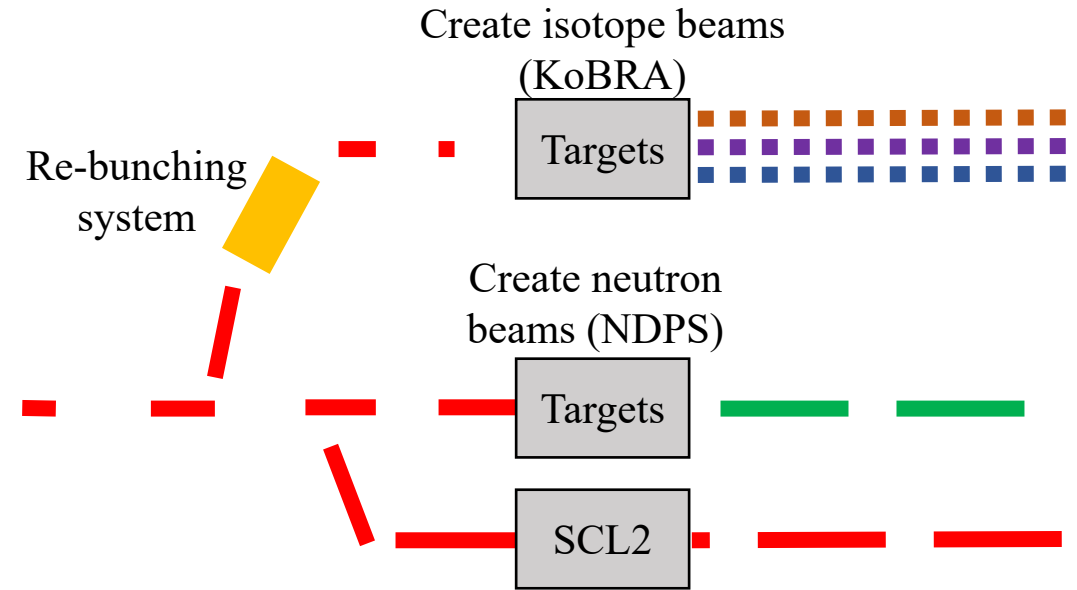 Create isotope beams
(KoBRA)
Targets
Re-bunching
system
Create neutron
beams (NDPS)
Targets
SCL2